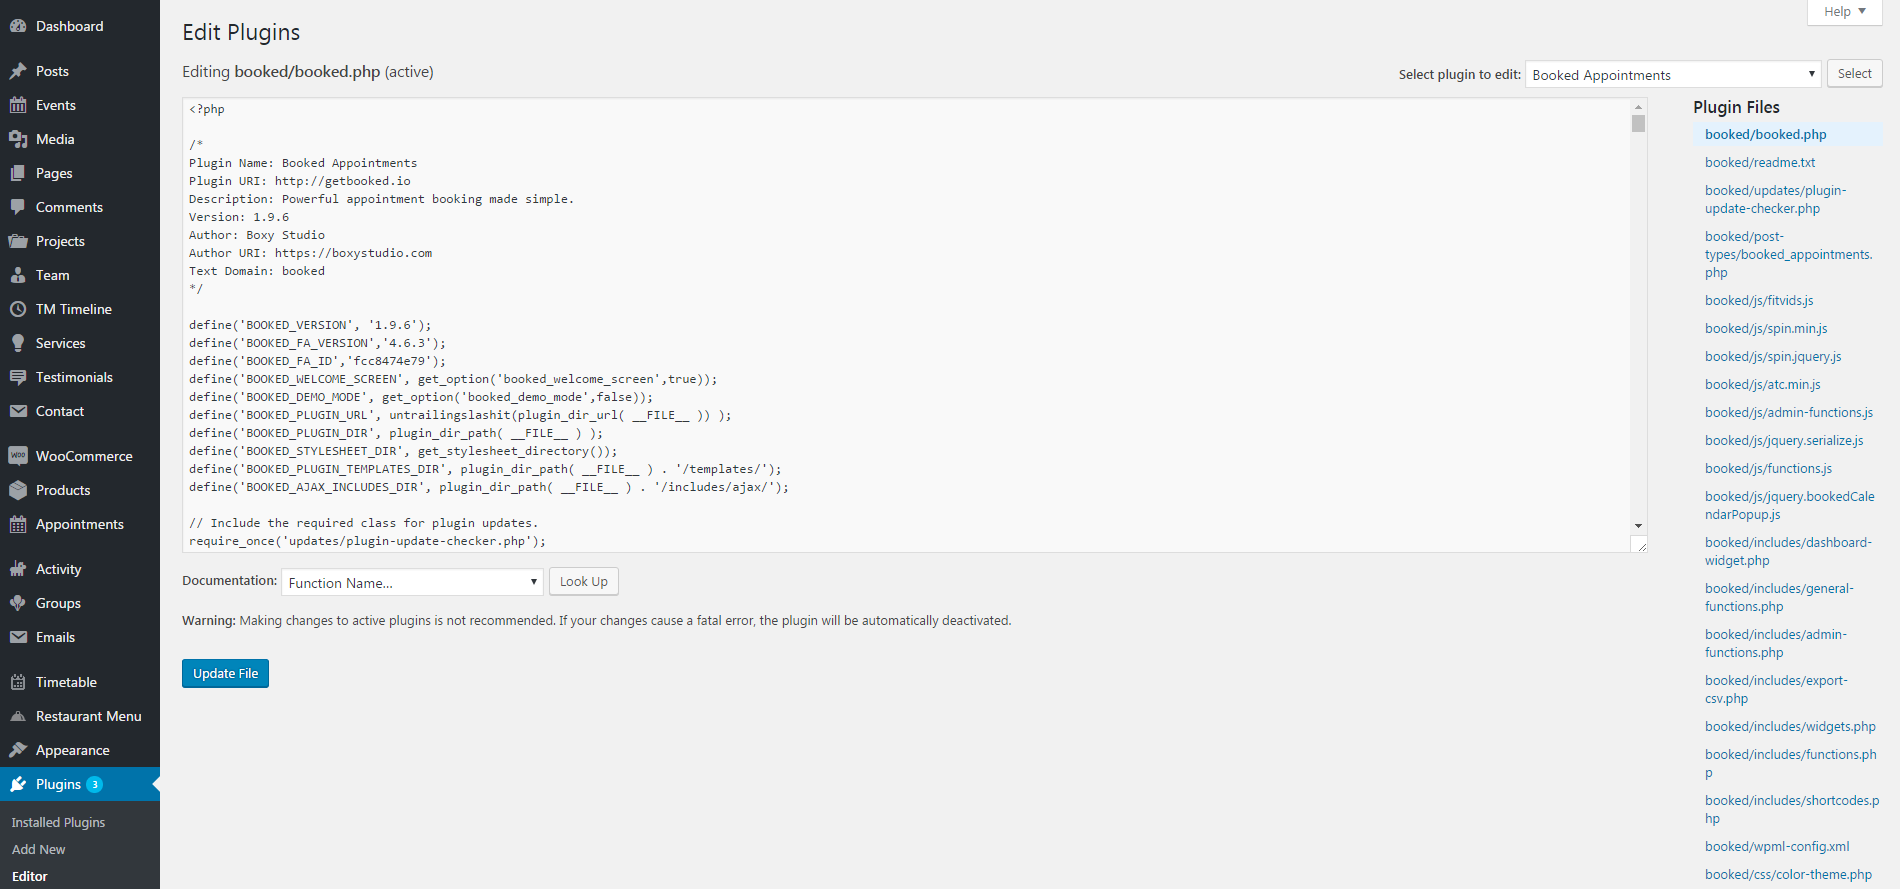 Dashboard
Posts
Events
Media
Pages
Comments
Projects
Team
TM Timeline
Services
Testimonials
Contact
WOO WooCommerce
Products
Appointments
Activity
Groups
Emails
Timetable
Restaurant Menu
Appearance
Plugins 3
Installed Plugins
Add New
Editor
Help
Edit Plugins
Editing booked/booked.php (active)
Select plugin to edit: Booked Appointments Select
<?php
/*
Plugin Name: Booked Appointments
Plugin URI: http://getbooked.io
Description: Powerful appointment booking made simple.
Version: 1.9.6
Author: Boxy Studio
Author URI: https://boxystudio.com
Text Domain: booked
*/
define('BOOKED_VERSION', '1.9.6');
define('BOOKED_FA_VERSION','4.6.3');
define('BOOKED_FA_ID','fcc8474e79');
define('BOOKED_WELCOME_SCREEN', get_option('booked_welcome_screen',true));
define('BOOKED_DEMO_MODE', get_option('booked_demo_mode',false));
define('BOOKED_PLUGIN_URL', untrailingslashit(plugin_dir_url( __FILE__ )) );
define('BOOKED_PLUGIN_DIR', plugin_dir_path( __FILE__ ) );
define('BOOKED_STYLESHEET_DIR', get_stylesheet_directory());
define('BOOKED_PLUGIN_TEMPLATES_DIR', plugin_dir_path( __FILE__ ) . '/templates/');
define('BOOKED_AJAX_INCLUDES_DIR', plugin_dir_path( __FILE__ ) . '/includes/ajax/');
// Include the required class for plugin updates.
require_once('updates/plugin-update-checker.php');
Documentation: Function Name... Look Up
Warning: Making changes to active plugins is not recommended. If your changes cause a fatal error, the plugin will be automatically deactivated.
Update File
Plugin Files
booked/booked.php
booked/readme.txt
booked/updates/plugin-
update-checker.php
booked/post-
types/booked_appointments.
php
booked/js/fitvids.js
booked/js/spin.min.js
booked/js/spin.jquery.js
booked/js/atc.min.js
booked/js/admin-functions.js
booked/js/jquery.serialize.js
booked/js/functions.js
booked/js/jquery.bookedCale
ndarPopup.js
booked/includes/dashboard-
widget.php
booked/includes/general-
functions.php
booked/includes/admin-
functions.php
booked/includes/export-
csv.php
booked/includes/widgets.php
booked/includes/functions.ph
p
booked/includes/shortcodes.p
hp
booked/wpml-config.xml
booked/css/color-theme.php